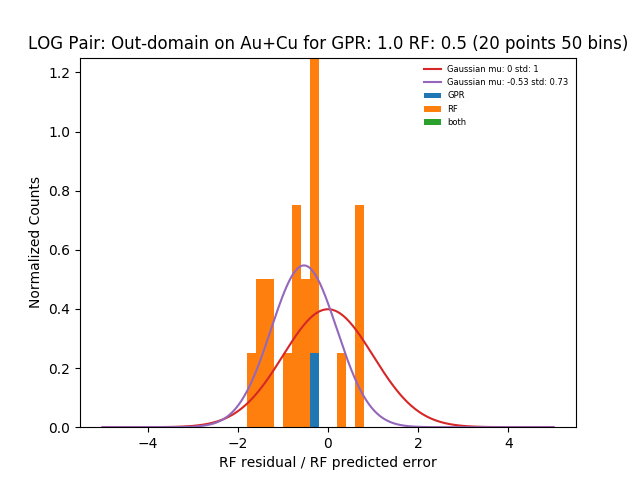 LOG Pair: Out-domain on Au+Cu for GPR: 1.0 RF: 0.5 (20 points 50 bins)
Gaussian mu: 0 std: 1
Gaussian mu: -0.53 std: 0.73
GPR
RF
both
Normalized Counts
1.2
1.0
0.8
0.6
0.4
0.2
0.0
−4 −2 0 2 4
RF residual / RF predicted error